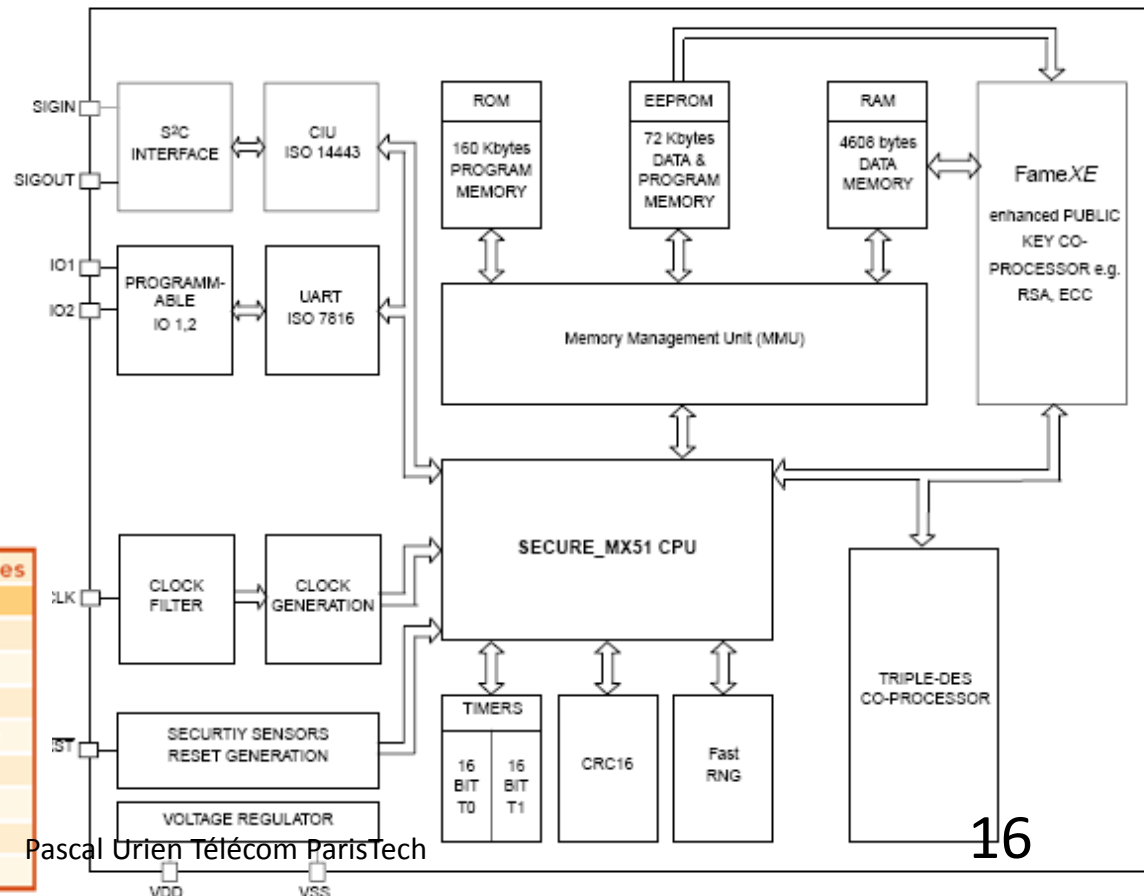 SIGIN
SIGOUT
S²C
INTERFACE
CIU
ISO 14443
IO1
IO2
PROGRAMM-
ABLE
IO 1,2
UART
ISO 7816
ROM
160 Kbytes
PROGRAM
MEMORY
EEPROM
72 Kbytes
DATA &
PROGRAM
MEMORY
RAM
4608 bytes
DATA
MEMORY
FameXE
enhanced PUBLIC
KEY CO-
PROCESSOR e.g.
RSA, ECC
Memory Management Unit (MMU)
SECURE_MX51 CPU
es
CLK
CLOCK
FILTER
CLOCK
GENERATION
TRIPLE-DES
CO-PROCESSOR
ST
SECURTIY SENSORS
RESET GENERATION
TIMERS
16
BIT
T0
16
BIT
T1
CRC16
Fast
RNG
VOLTAGE REGULATOR
Pascal Urien Télécom ParisTech
16
VDD
VSS